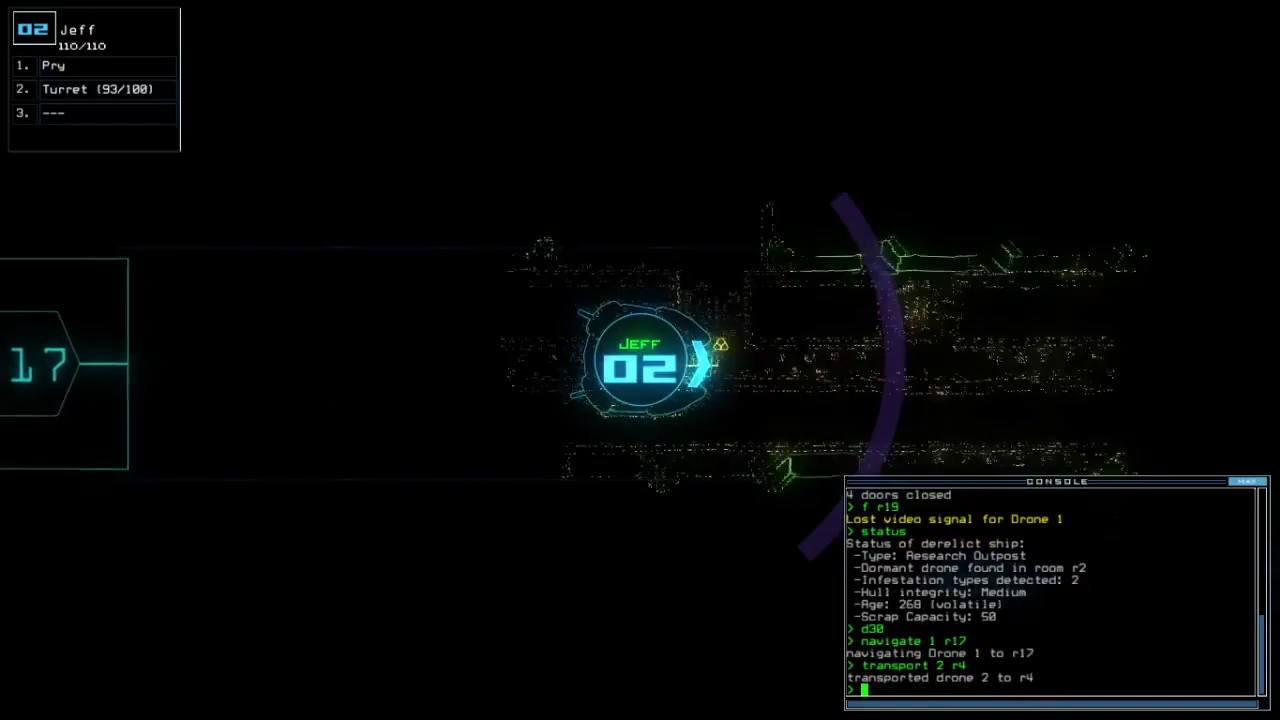 02 Jeff
110/110
1. Pry
2. Turret (93/100)
3. ---
17
JEFF
02
CONSOLE
4 doors closed
> f r19
Lost video signal for Drone 1
> status
Status of derelict ship:
-Type: Research Outpost
-Dormant drone found in room r2
-Infestation types detected: 2
-Hull integrity: Medium
-Age: 268 (volatile)
-Scrap Capacity: 50
> d30
> navigate 1 r17
navigating Drone 1 to r17
> transport 2 r4
transported drone 2 to r4
>